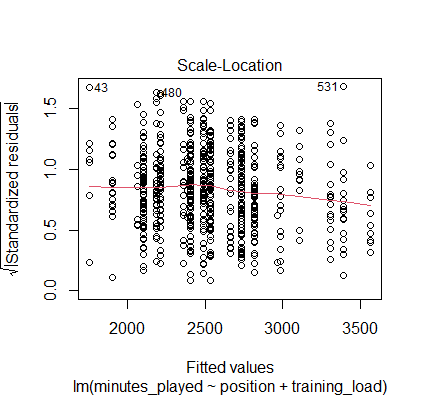 Scale-Location
√|Standardized residuals|
0.0 0.5 1.0 1.5
43
480
531
2000 2500 3000 3500
Fitted values
lm(minutes_played ~ position + training_load)